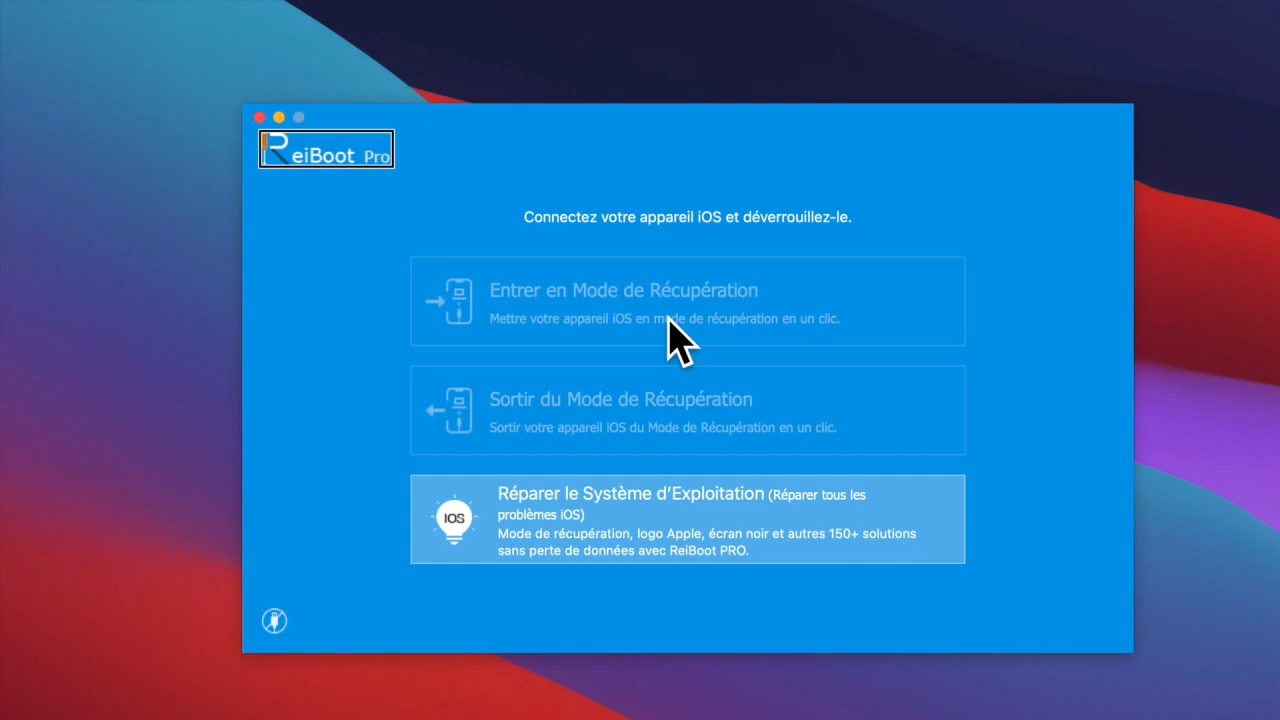 ReiBoot Pro
Connectez votre appareil iOS et déverrouillez-le.
Entrer en Mode de Récupération
Mettre votre appareil iOS en mode de récupération en un clic.
Sortir du Mode de Récupération
Sortir votre appareil iOS du Mode de Récupération en un clic.
Réparer le Système d'Exploitation (Réparer tous les
problèmes iOS)
iOS
Mode de récupération, logo Apple, écran noir et autres 150+ solutions
sans perte de données avec ReiBoot PRO.